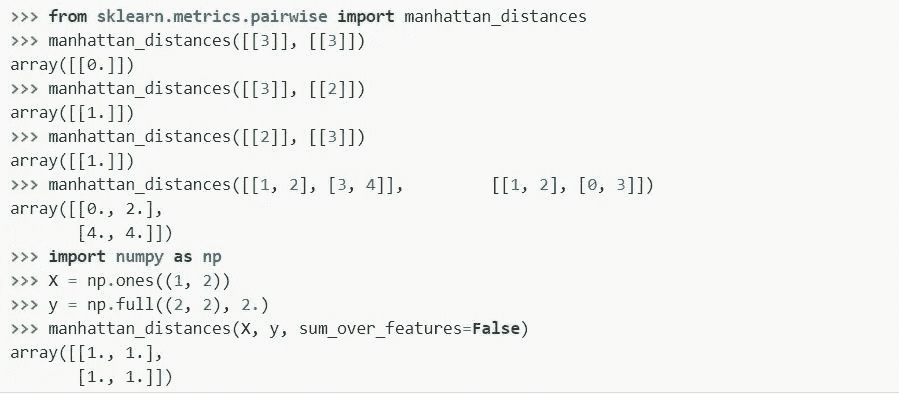 >>> from sklearn.metrics.pairwise import manhattan_distances
>>> manhattan_distances([[3]], [[3]])
array([[0.]])
>>> manhattan_distances([[3]], [[2]])
array([[1.]])
>>> manhattan_distances([[2]], [[3]])
array([[1.]])
>>> manhattan_distances([[1, 2], [3, 4]],         [[1, 2], [0, 3]])
array([[0., 2.],
       [4., 4.]])
>>> import numpy as np
>>> X = np.ones((1, 2))
>>> y = np.full((2, 2), 2.)
>>> manhattan_distances(X, y, sum_over_features=False)
array([[1., 1.],
       [1., 1.]])